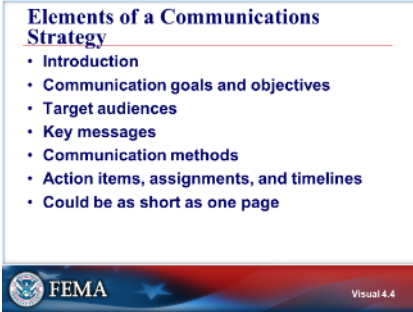 Elements of a Communications
Strategy
• Introduction
• Communication goals and objectives
• Target audiences
• Key messages
• Communication methods
• Action items, assignments, and timelines
• Could be as short as one page
FEMA
Visual 4.4